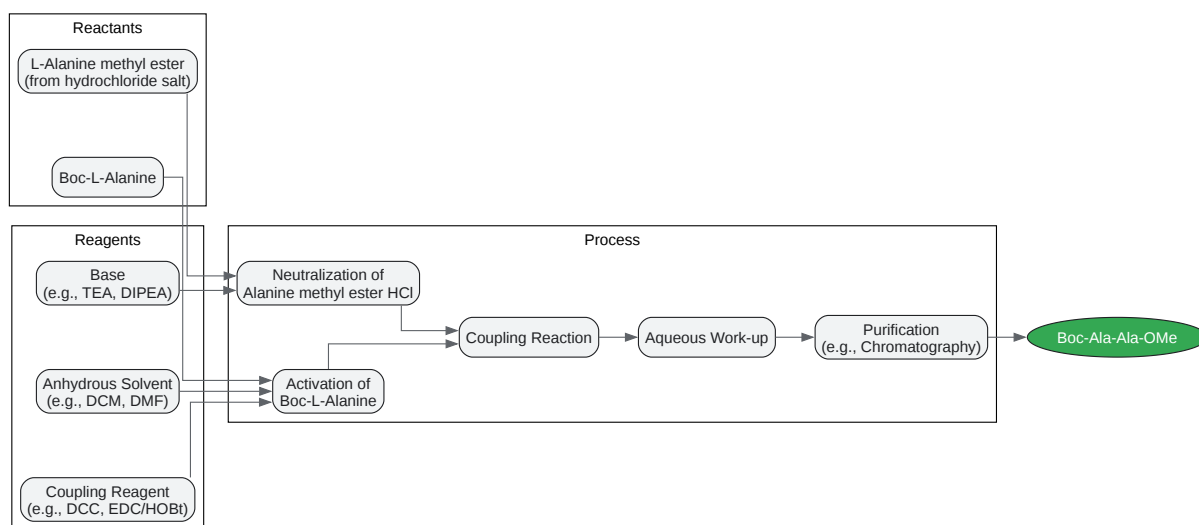 Reactants
L-Alanine methyl ester
(from hydrochloride salt)
Boc-L-Alanine
Reagents
Base
(e.g., TEA, DIPEA)
Anhydrous Solvent
(e.g., DCM, DMF)
Coupling Reagent
(e.g., DCC, EDC/HOBt)
Process
Neutralization of
Alanine methyl ester HCl
Activation of
Boc-L-Alanine
Coupling Reaction
Aqueous Work-up
Purification
(e.g., Chromatography)
Boc-Ala-Ala-OMe